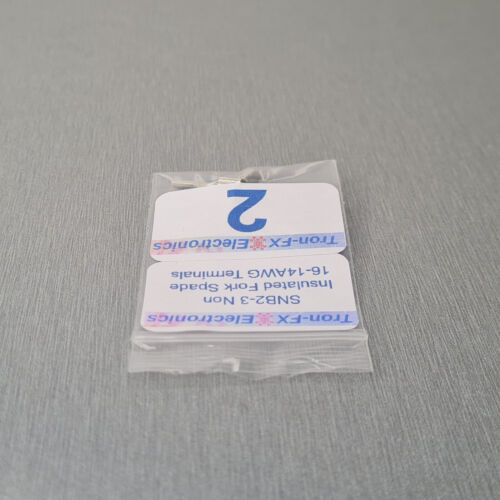 Tron-FX Electronics
SNB2-3 Non
Insulated Fork Spade
16-14AWG Terminals
Tron-FX Electronics
2